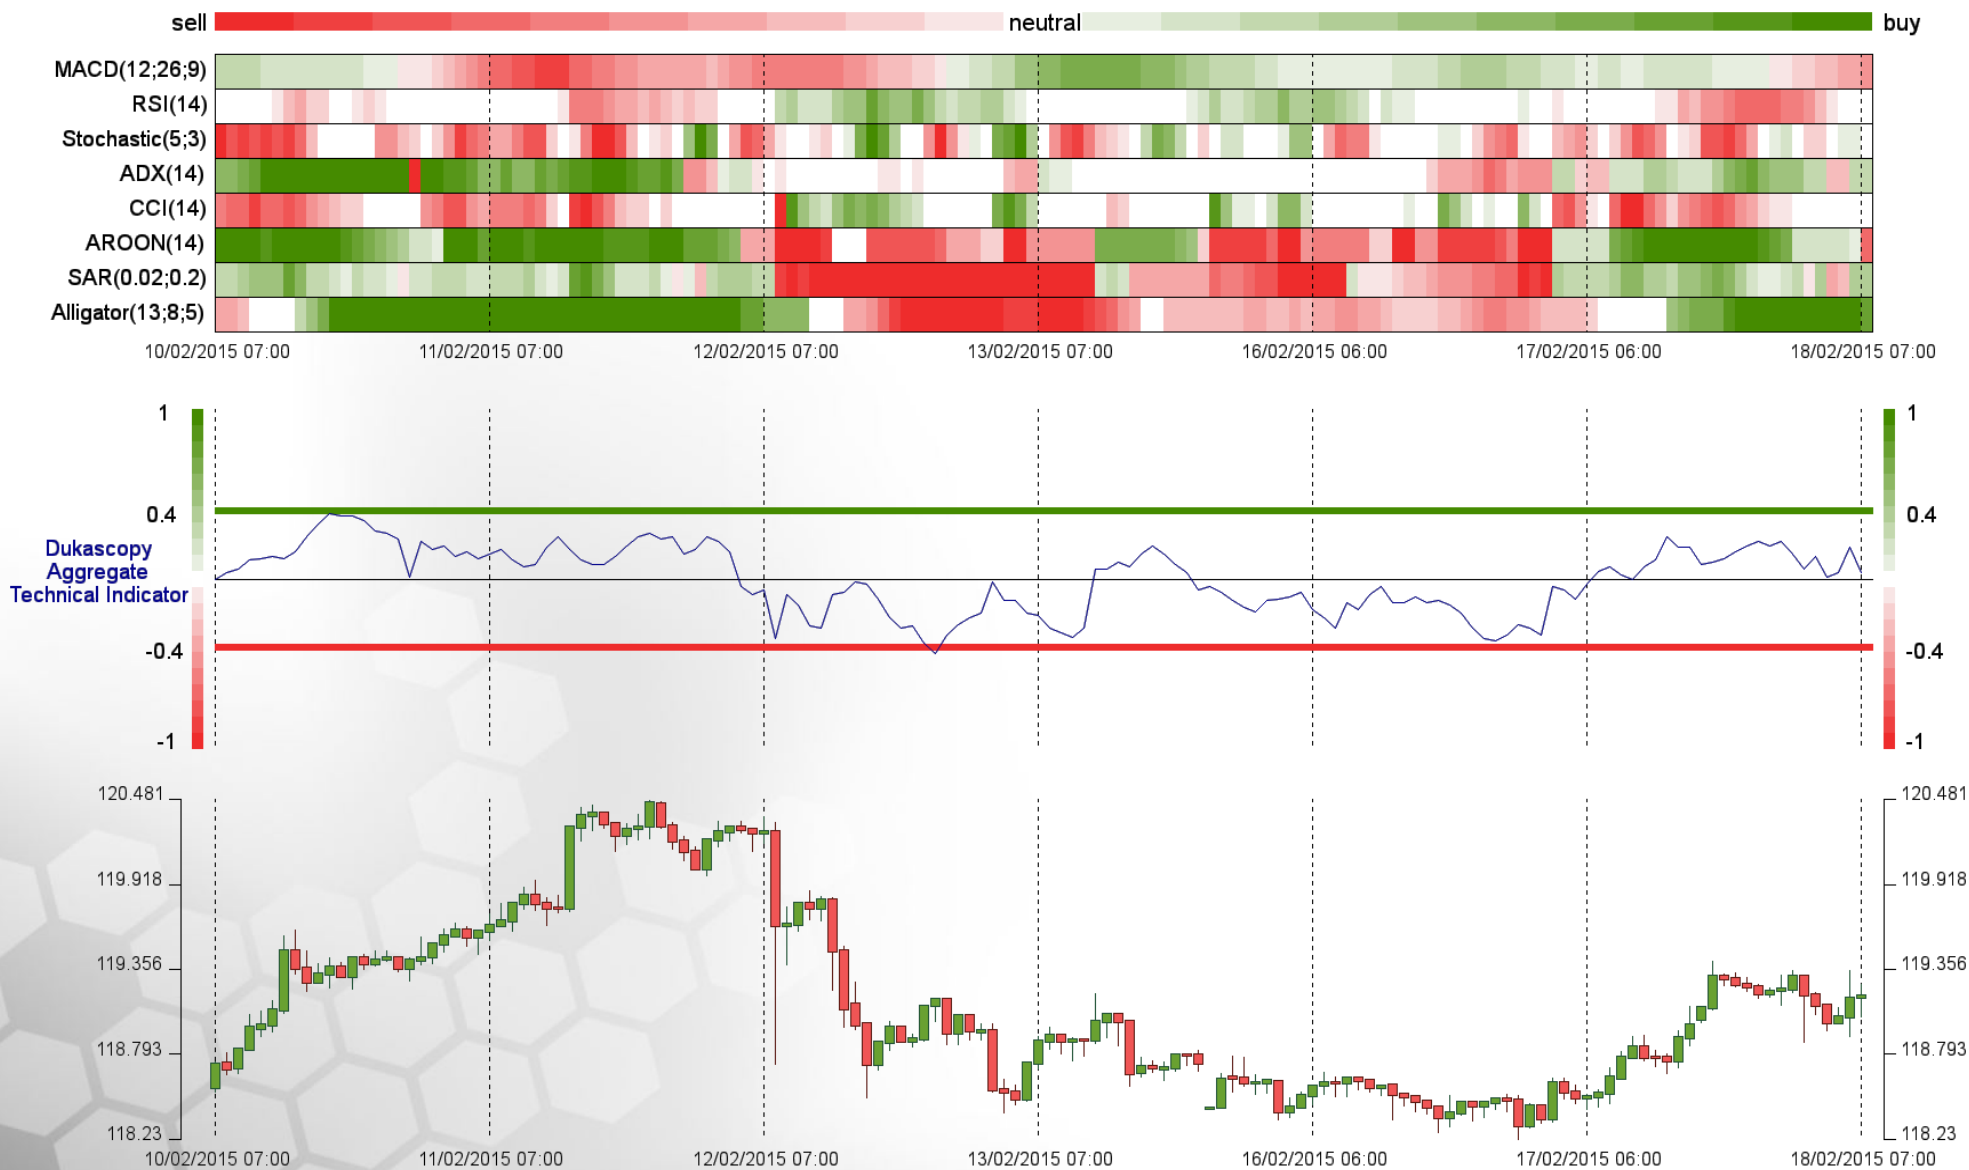 sell neutral buy
MACD(12;26;9)
RSI(14)
Stochastic(5;3)
ADX(14)
CCI(14)
AROON(14)
SAR(0.02;0.2)
Alligator(13;8;5)
10/02/2015 07:00 11/02/2015 07:00 12/02/2015 07:00 13/02/2015 07:00 16/02/2015 06:00 17/02/2015 06:00 18/02/2015 07:00
1 1
0.4 0.4
Dukascopy
Aggregate
Technical Indicator
-0.4 -0.4
-1 -1
120.481 120.481
119.918 119.918
119.356 119.356
118.793 118.793
118.23 118.23
10/02/2015 07:00 11/02/2015 07:00 12/02/2015 07:00 13/02/2015 07:00 16/02/2015 06:00 17/02/2015 06:00 18/02/2015 07:00